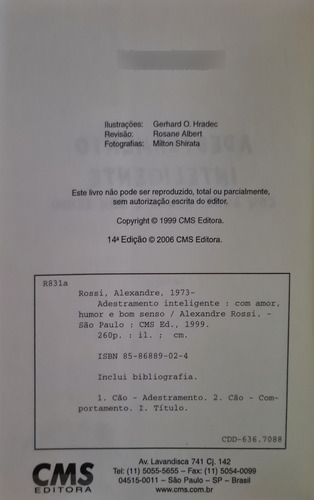 Ilustrações: Gerhard O. Hradec
Revisão: Rosane Albert
Fotografias: Milton Shirata
Este livro não pode ser reproduzido, total ou parcialmente,
sem autorização escrita do editor.
Copyright © 1999 CMS Editora.
14ª Edição © 2006 CMS Editora.
R831a
Rossi, Alexandre, 1973-
Adestramento inteligente : com amor,
humor e bom senso / Alexandre Rossi. -
São Paulo : CMS Ed., 1999.
260p. : il. ; cm.
ISBN 85-86889-02-4
Inclui bibliografia.
1. Cão - Adestramento. 2. Cão - Com-
portamento. I. Título.
CDD-636.7088
CMS
EDITORA
Av. Lavandisca 741 Cj. 142
Tel: (11) 5055-5655 – Fax: (11) 5054-0099
04515-0011 – São Paulo – SP – Brasil
www.cms.com.br